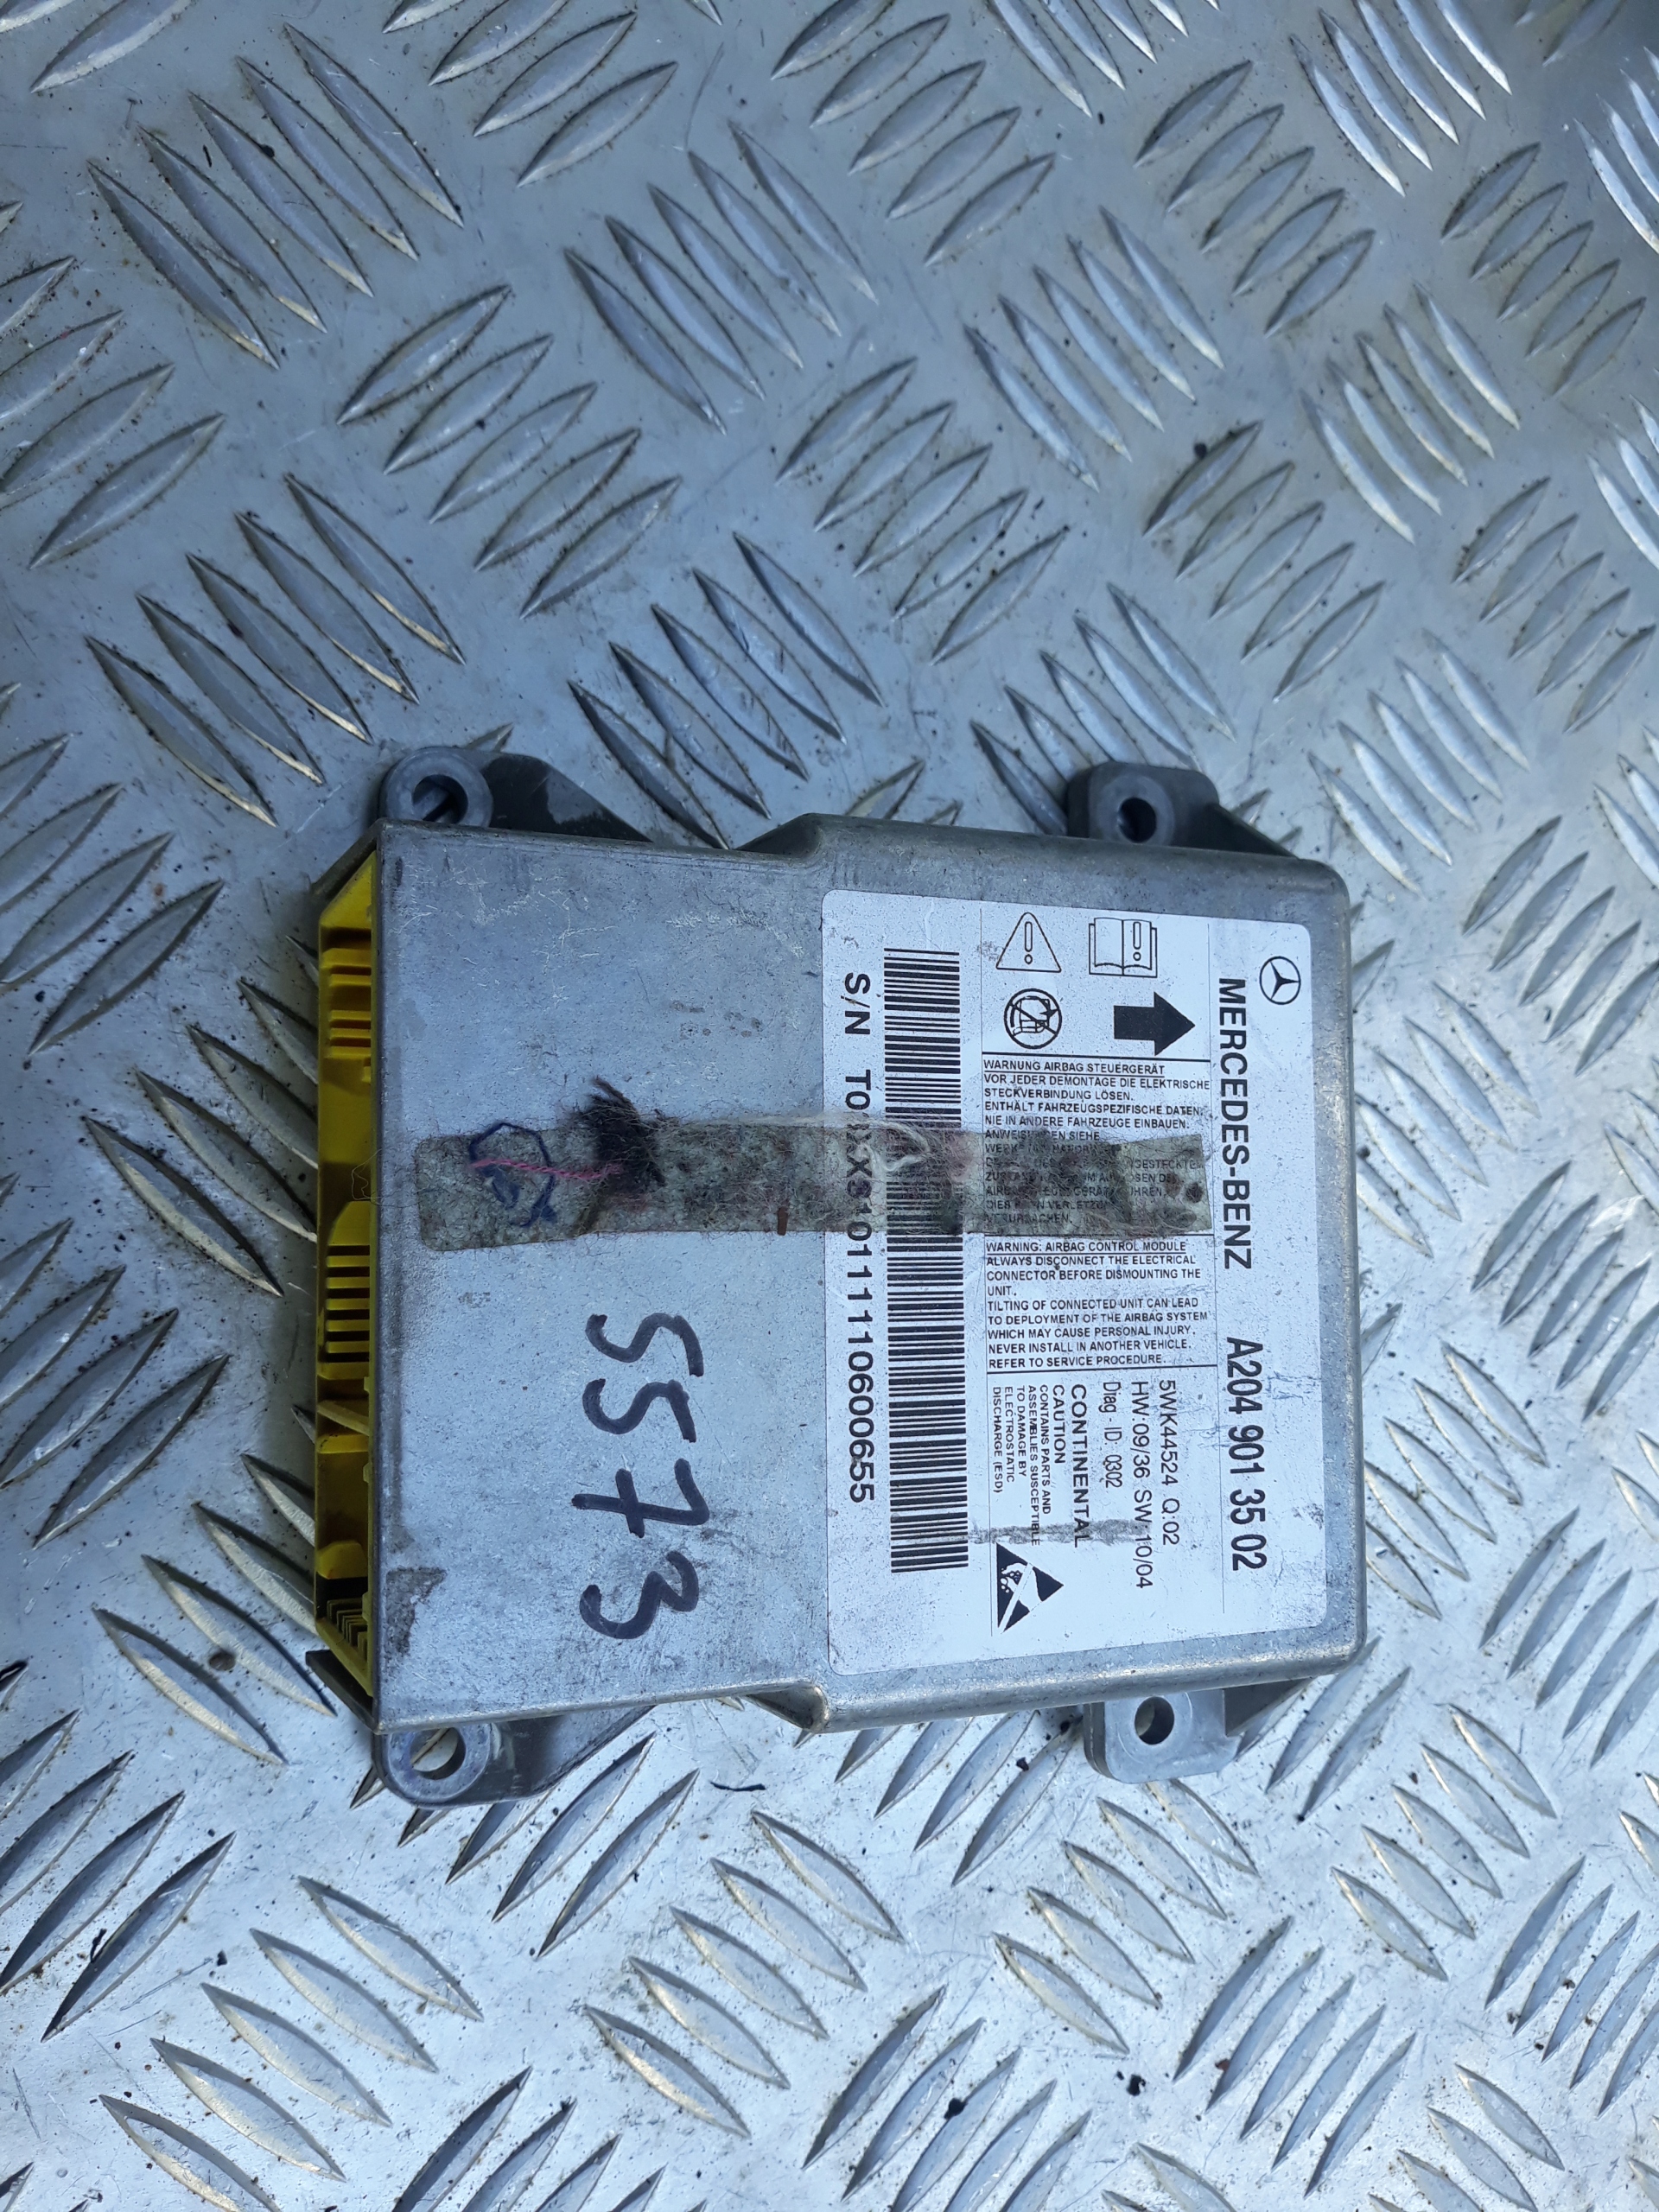 MERCEDES-BENZ A204 901 35 02
WARNUNG AIRBAG STEUERGERÄT
VOR JEDER DEMONTAGE DIE ELEKTRISCHE
STECKVERBINDUNG LÖSEN.
ENTHÄLT FAHRZEUGSPEZIFISCHE DATEN.
NIE IN ANDERE FAHRZEUGE EINBAUEN.
SIEHE
WARNING: AIRBAG CONTROL MODULE
ALWAYS DISCONNECT THE ELECTRICAL
CONNECTOR BEFORE DISMOUNTING THE
UNIT.
TILTING OF CONNECTED UNIT CAN LEAD
TO DEPLOYMENT OF THE AIRBAG SYSTEM
WHICH MAY CAUSE PERSONAL INJURY.
NEVER INSTALL IN ANOTHER VEHICLE.
REFER TO SERVICE PROCEDURE.
5WK44524 Q:02
HW:09/36 SW:10/04
Diag - ID: 0302
CONTINENTAL
CAUTION
CONTAINS PARTS AND
ASSEMBLIES SUSCEPTIBLE
TO DAMAGE BY
ELECTROSTATIC
DISCHARGE (ESD)
S/N
5573